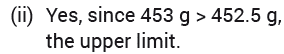 (ii) Yes, since 453 g > 452.5 g,
the upper limit.